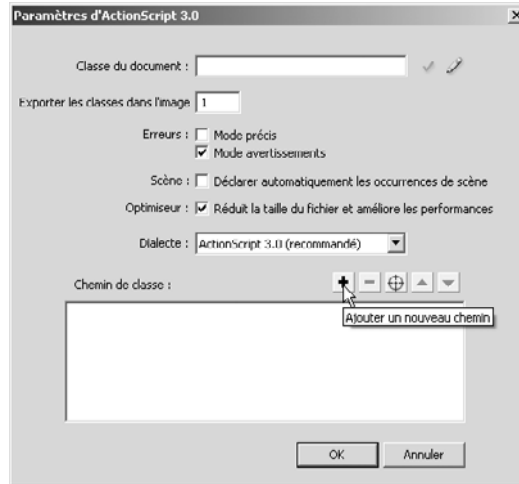 Paramètres d'ActionScript 3.0
Classe du document :
Exporter les classes dans l'image 1
Erreurs : Mode précis
Mode avertissements
Scène : Déclarer automatiquement les occurrences de scène
Optimiseur : Réduit la taille du fichier et améliore les performances
Dialecte : ActionScript 3.0 (recommandé)
Chemin de classe :
Ajouter un nouveau chemin
OK Annuler